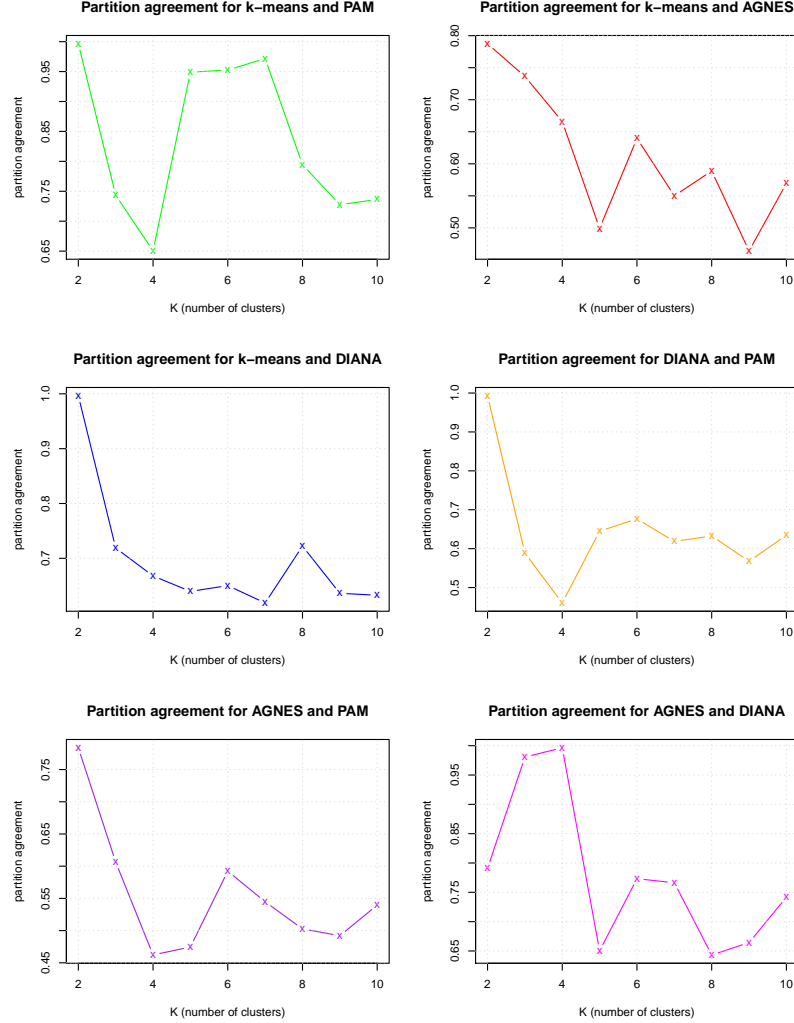 Partition agreement for k−means and PAM
partition agreement
0.65 0.75 0.85 0.95
2 4 6 8 10
K (number of clusters)
Partition agreement for k−means and AGNES
partition agreement
0.50 0.60 0.70 0.80
2 4 6 8 10
K (number of clusters)
Partition agreement for k−means and DIANA
partition agreement
0.7 0.8 0.9 1.0
2 4 6 8 10
K (number of clusters)
Partition agreement for DIANA and PAM
partition agreement
0.5 0.6 0.7 0.8 0.9 1.0
2 4 6 8 10
K (number of clusters)
Partition agreement for AGNES and PAM
partition agreement
0.45 0.55 0.65 0.75
2 4 6 8 10
K (number of clusters)
Partition agreement for AGNES and DIANA
partition agreement
0.65 0.75 0.85 0.95
2 4 6 8 10
K (number of clusters)